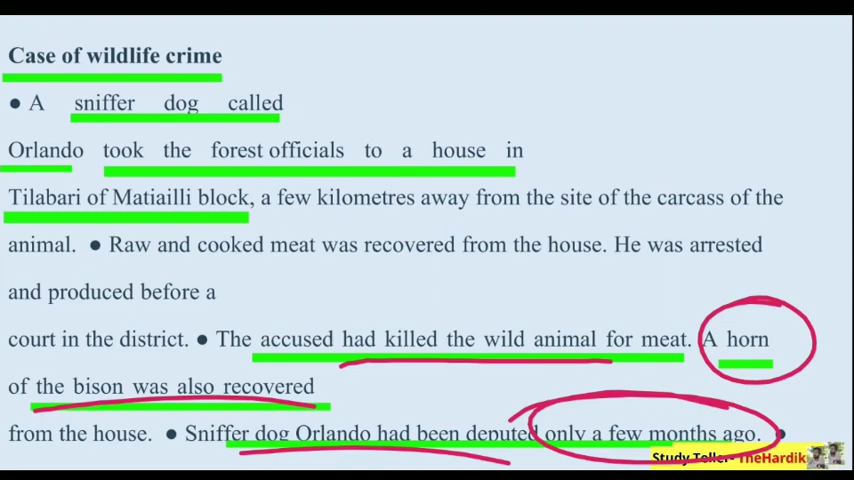 Case of wildlife crime
● A sniffer dog called
Orlando took the forest officials to a house in
Tilabari of Matiailli block, a few kilometres away from the site of the carcass of the
animal. ● Raw and cooked meat was recovered from the house. He was arrested
and produced before a
court in the district. ● The accused had killed the wild animal for meat. A horn
of the bison was also recovered
from the house. ● Sniffer dog Orlando had been deputed only a few months ago. ●
Study Teller- TheHardik